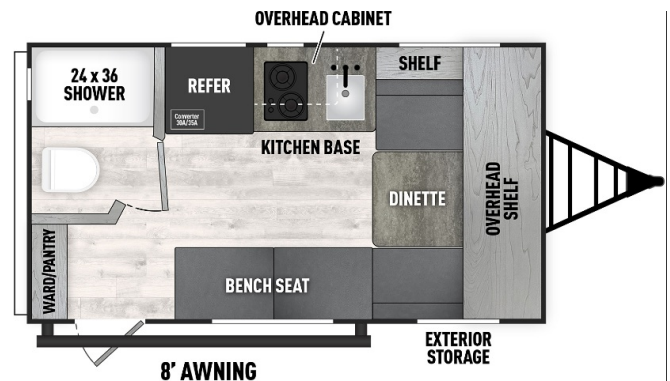 OVERHEAD CABINET
24 x 36
SHOWER
REFER
Converter
30A/35A
SHELF
KITCHEN BASE
DINETTE
OVERHEAD
SHELF
WARD/PANTRY
BENCH SEAT
EXTERIOR
STORAGE
8' AWNING